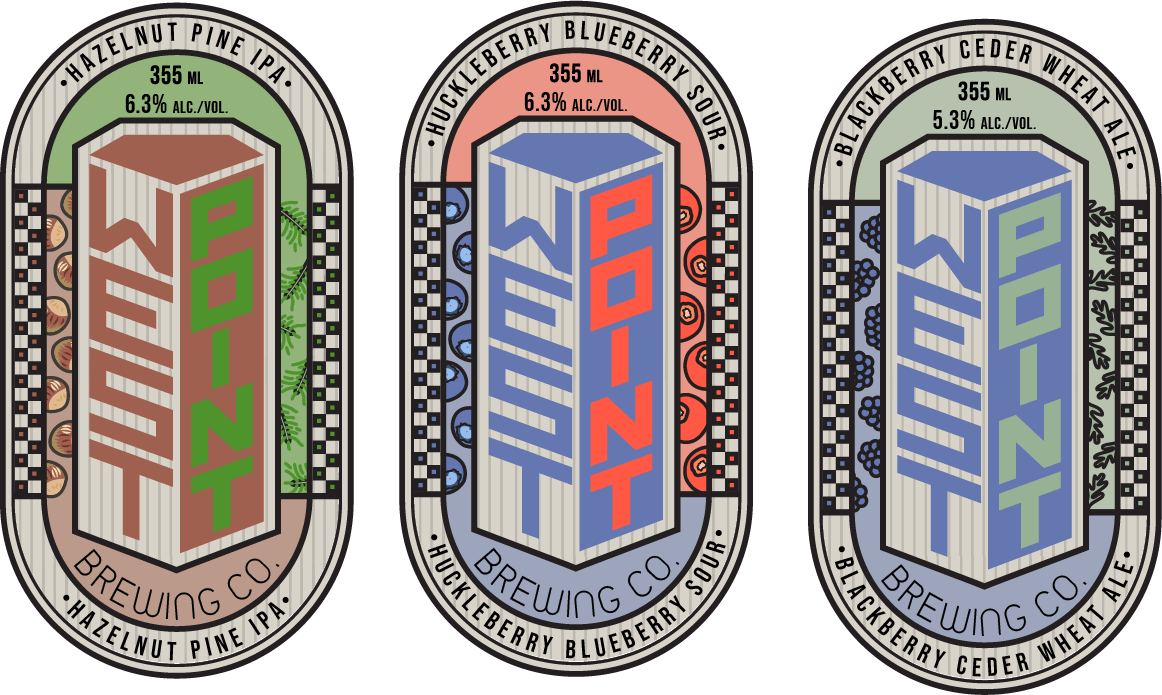 •HAZELNUT PINE IPA•
355 ML
6.3% ALC./VOL.
WEST
POINT
BREWING CO.
•HAZELNUT PINE IPA•
•HUCKLEBERRY BLUEBERRY SOUR•
355 ML
6.3% ALC./VOL.
WEST
POINT
BREWING CO.
•HUCKLEBERRY BLUEBERRY SOUR•
•BLACKBERRY CEDER WHEAT ALE•
355 ML
5.3% ALC./VOL.
WEST
POINT
BREWING CO.
•BLACKBERRY CEDER WHEAT ALE•